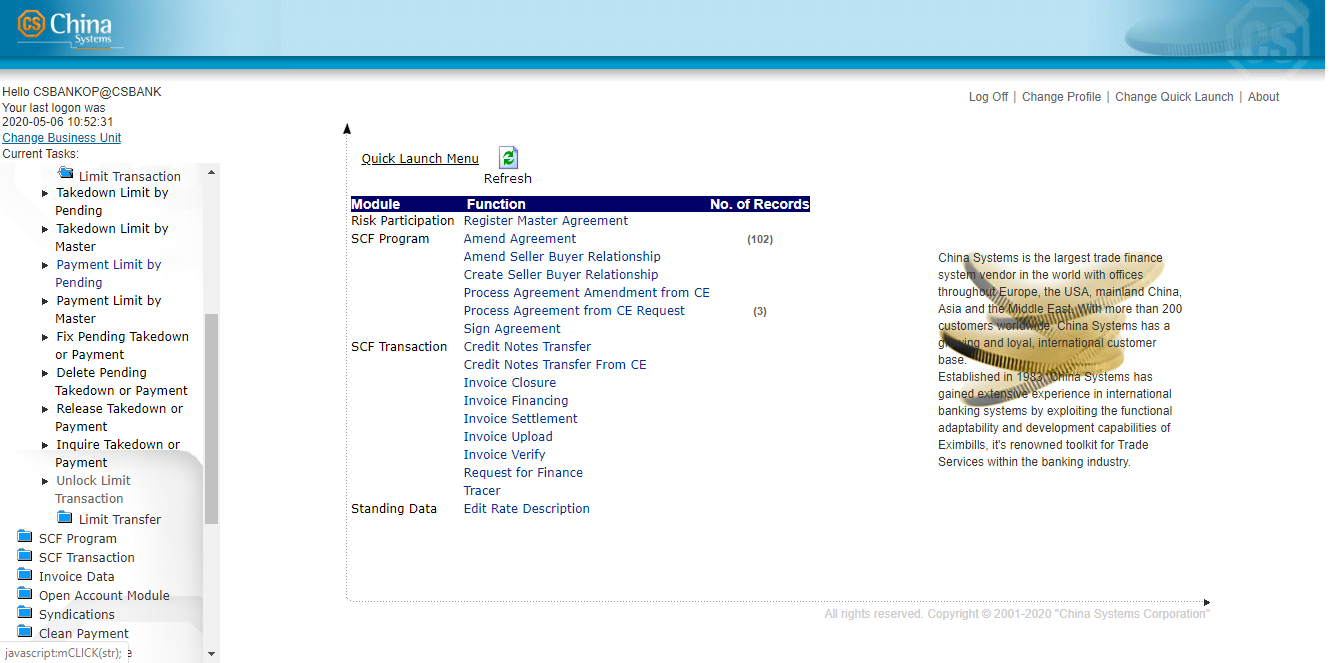 CS China
Systems
CS
Hello CSBANKOP@CSBANK
Your last logon was
2020-05-06 10:52:31
Change Business Unit
Current Tasks:
Log Off | Change Profile | Change Quick Launch | About
Limit Transaction
Takedown Limit by
Pending
Takedown Limit by
Master
Payment Limit by
Pending
Payment Limit by
Master
Fix Pending Takedown
or Payment
Delete Pending
Takedown or Payment
Release Takedown or
Payment
Inquire Takedown or
Payment
Unlock Limit
Transaction
Limit Transfer
SCF Program
SCF Transaction
Invoice Data
Open Account Module
Syndications
Clean Payment
javascript:mCLICK(str);
Quick Launch Menu
Refresh
Module Function No. of Records
Risk Participation Register Master Agreement
SCF Program Amend Agreement (102)
Amend Seller Buyer Relationship
Create Seller Buyer Relationship
Process Agreement Amendment from CE
Process Agreement from CE Request (3)
Sign Agreement
SCF Transaction Credit Notes Transfer
Credit Notes Transfer From CE
Invoice Closure
Invoice Financing
Invoice Settlement
Invoice Upload
Invoice Verify
Request for Finance
Tracer
Standing Data Edit Rate Description
China Systems is the largest trade finance
system vendor in the world with offices
throughout Europe, the USA, mainland China,
Asia and the Middle East. With more than 200
customers worldwide, China Systems has a
growing and loyal, international customer
base.
Established in 1983, China Systems has
gained extensive experience in international
banking systems by exploiting the functional
adaptability and development capabilities of
Eximbills, it's renowned toolkit for Trade
Services within the banking industry.
All rights reserved. Copyright © 2001-2020 "China Systems Corporation"